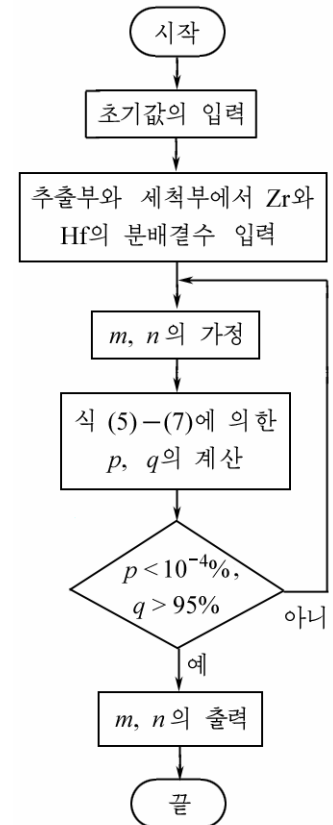 시작
초기값의 입력
추출부와 세척부에서 Zr와
Hf의 분배결수 입력
m, n의 가정
식 (5)−(7)에 의한
p, q의 계산
p < 10⁻⁴%,
q > 95%
아니
예
m, n의 출력
끝